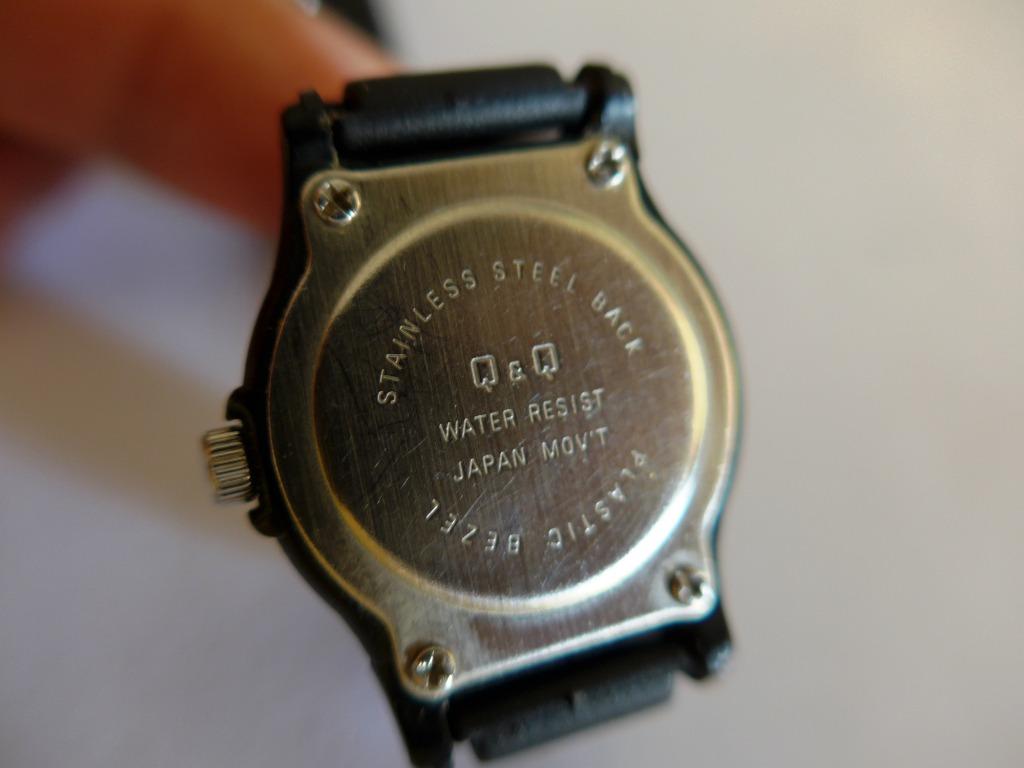 STAINLESS STEEL BACK
Q&Q
WATER RESIST
JAPAN MOV'T
PLASTIC BEZEL